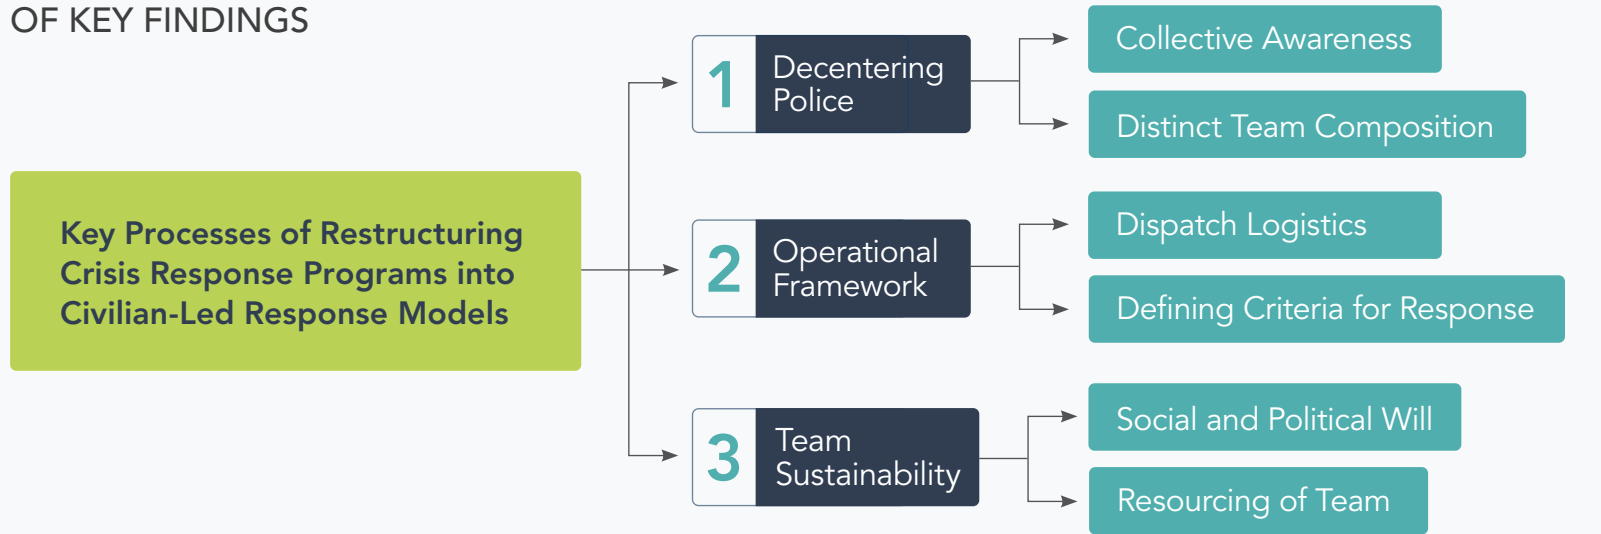 OF KEY FINDINGS
Key Processes of Restructuring
Crisis Response Programs into
Civilian-Led Response Models
1
Decentering
Police
Collective Awareness
Distinct Team Composition
2
Operational
Framework
Dispatch Logistics
Defining Criteria for Response
3
Team
Sustainability
Social and Political Will
Resourcing of Team